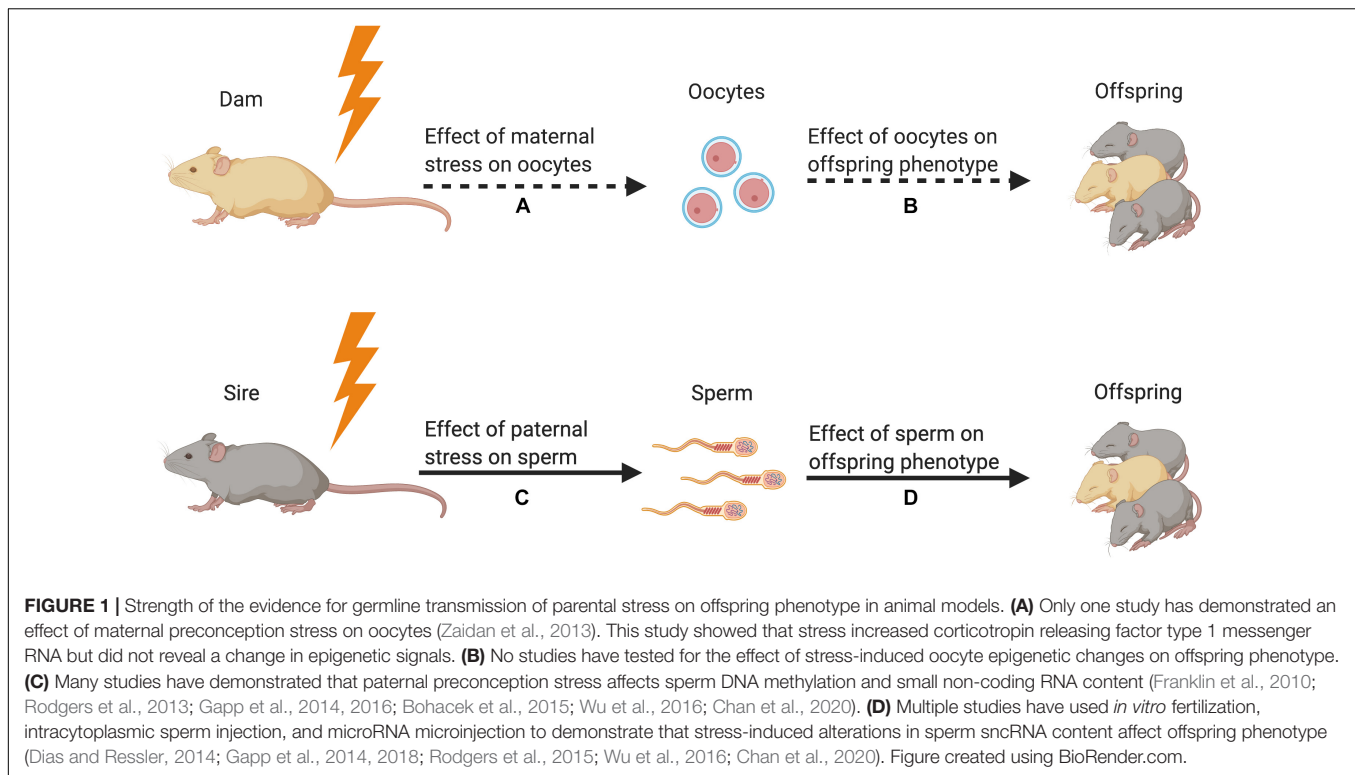 Dam
Oocytes
Offspring
Effect of maternal
stress on oocytes
A
Effect of oocytes on
offspring phenotype
B
Sire
Sperm
Offspring
Effect of paternal
stress on sperm
C
Effect of sperm on
offspring phenotype
D
FIGURE 1 | Strength of the evidence for germline transmission of parental stress on offspring phenotype in animal models. (A) Only one study has demonstrated an
effect of maternal preconception stress on oocytes (Zaidan et al., 2013). This study showed that stress increased corticotropin releasing factor type 1 messenger
RNA but did not reveal a change in epigenetic signals. (B) No studies have tested for the effect of stress-induced oocyte epigenetic changes on offspring phenotype.
(C) Many studies have demonstrated that paternal preconception stress affects sperm DNA methylation and small non-coding RNA content (Franklin et al., 2010;
Rodgers et al., 2013; Gapp et al., 2014, 2016; Bohacek et al., 2015; Wu et al., 2016; Chan et al., 2020). (D) Multiple studies have used in vitro fertilization,
intracytoplasmic sperm injection, and microRNA microinjection to demonstrate that stress-induced alterations in sperm sncRNA content affect offspring phenotype
(Dias and Ressler, 2014; Gapp et al., 2014, 2018; Rodgers et al., 2015; Wu et al., 2016; Chan et al., 2020). Figure created using BioRender.com.